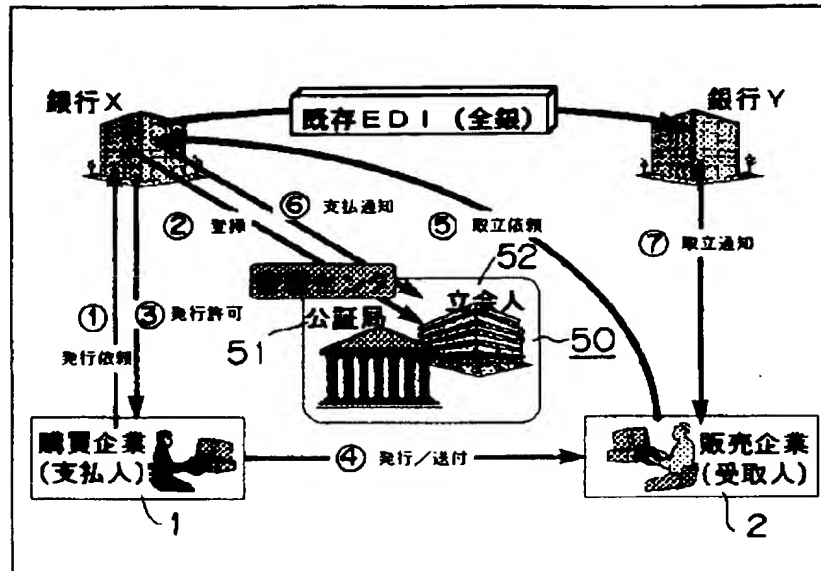 銀行X
既存EDI(全銀)
銀行Y
② 登録
⑥ 支払通知
⑤ 取立依頼
⑦ 取立通知
① 発行依頼
③ 発行許可
52
立会人
公証局
51
50
購買企業
(支払人)
④ 発行/送付
販売企業
(受取人)
1
2